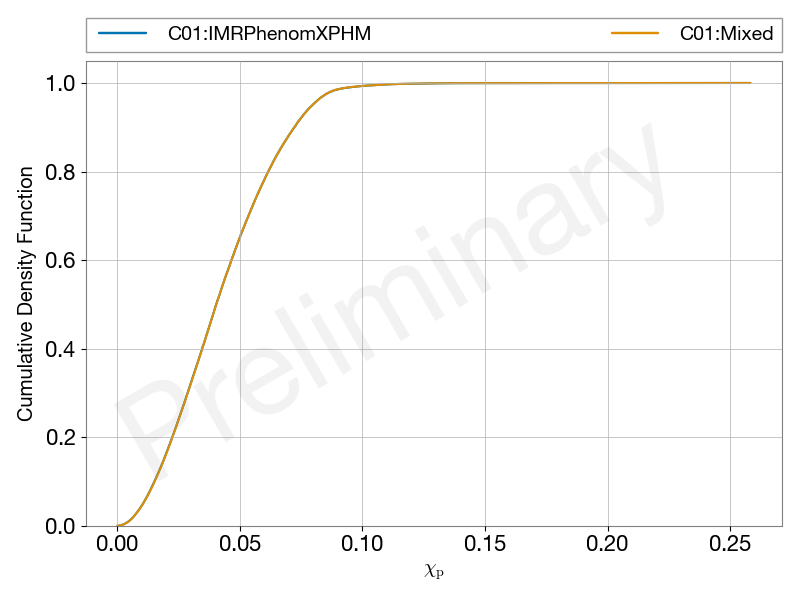 C01:IMRPhenomXPHM C01:Mixed
Cumulative Density Function
1.0
0.8
0.6
0.4
0.2
0.0
Preliminary
0.00 0.05 0.10 0.15 0.20 0.25
χp